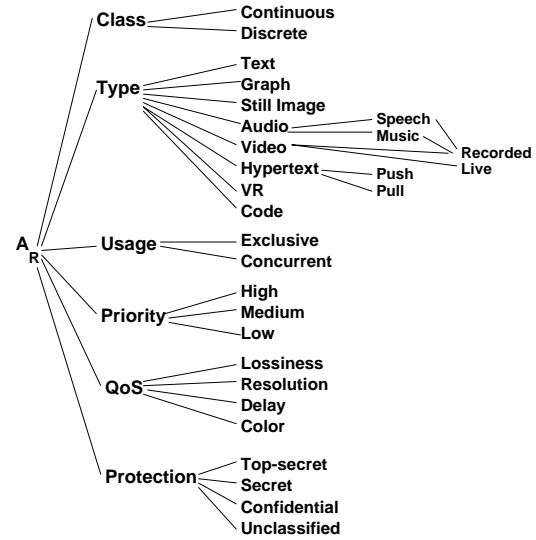 Class
Continuous
Discrete
Type
Text
Graph
Still Image
Audio
Speech
Music
Video
Recorded
Live
Hypertext
Push
Pull
VR
Code
A R
Usage
Exclusive
Concurrent
Priority
High
Medium
Low
QoS
Lossiness
Resolution
Delay
Color
Protection
Top-secret
Secret
Confidential
Unclassified